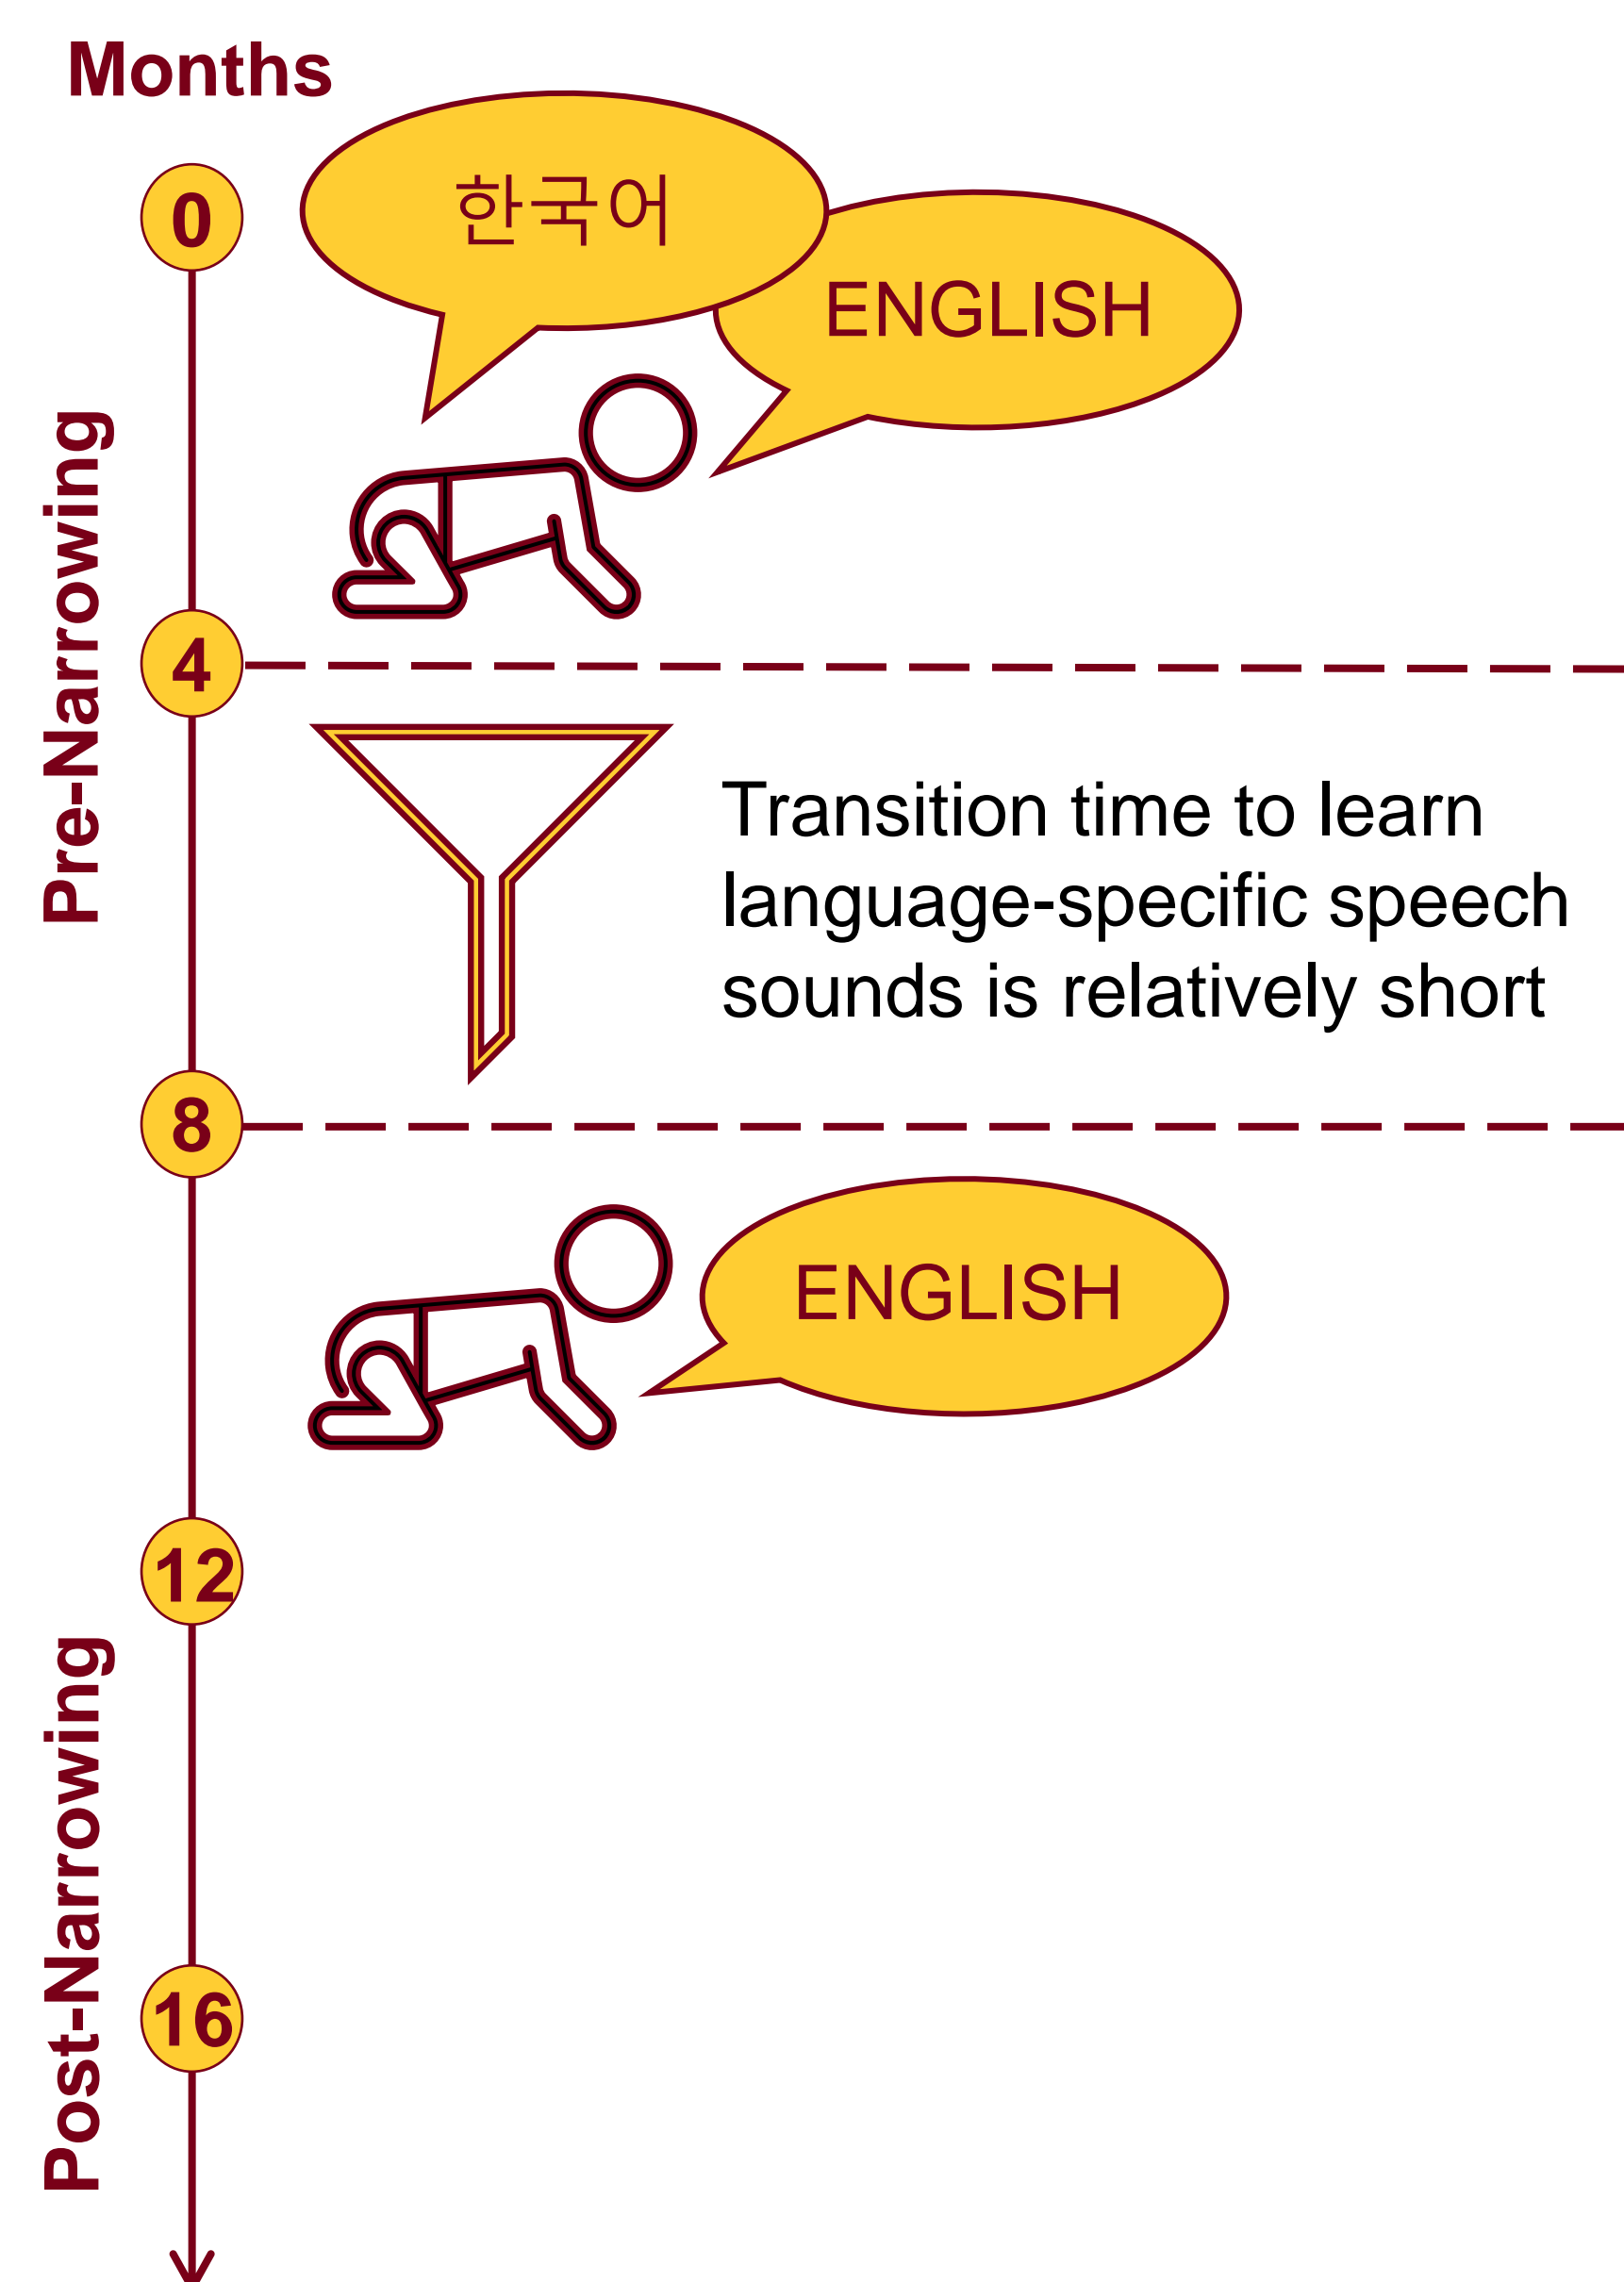 Months
0
한국어
ENGLISH
Pre-Narrowing
4
Transition time to learn
language-specific speech
sounds is relatively short
8
ENGLISH
12
Post-Narrowing
16